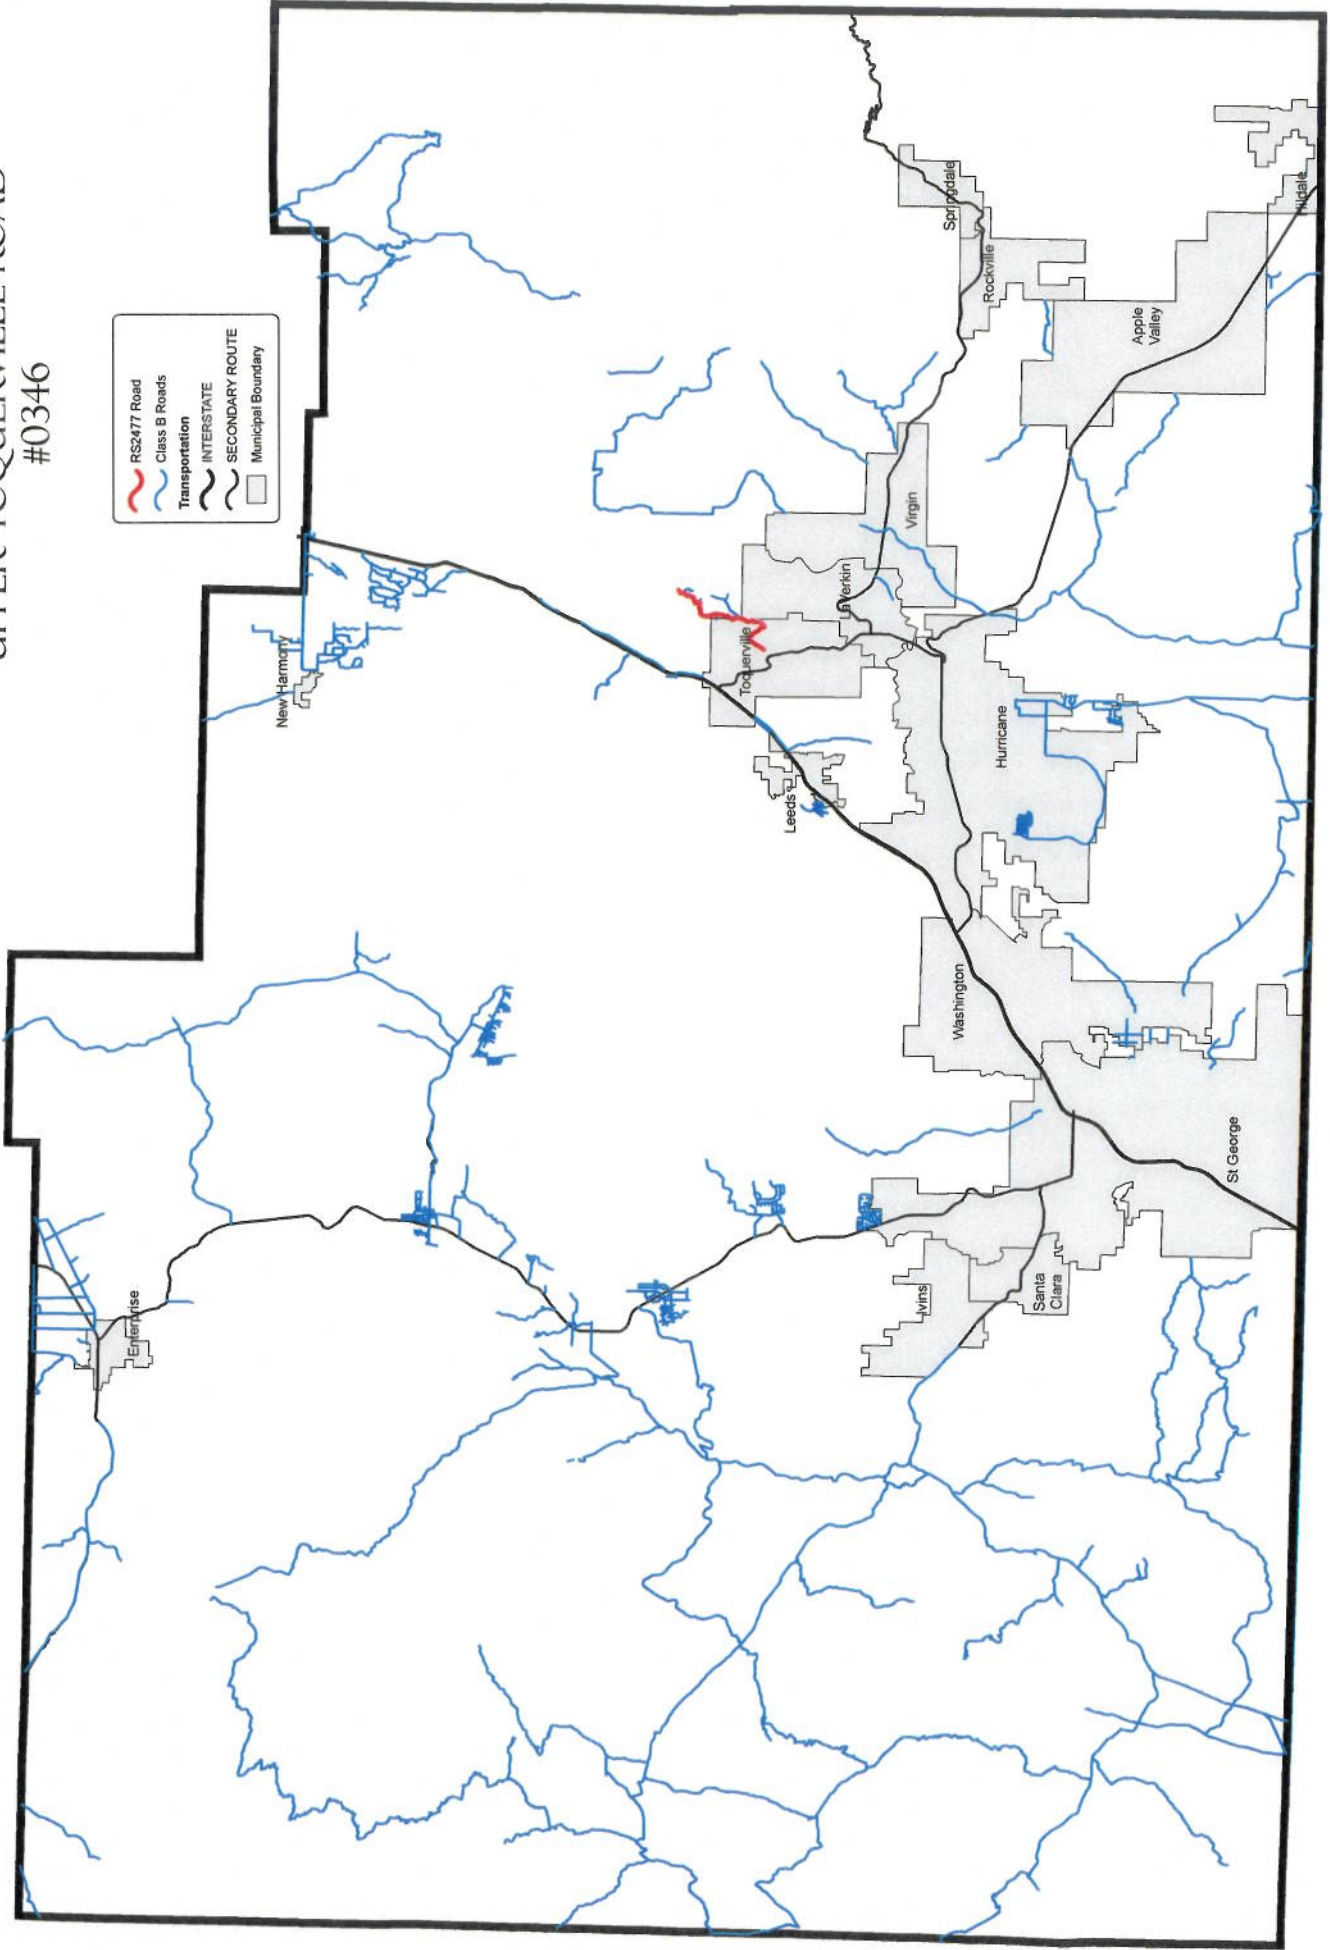 #0346
RS2477 Road
Class B Roads
Transportation
INTERSTATE
SECONDARY ROUTE
Municipal Boundary
New Harmony
Enterprise
Toquerville
Leeds
LaVerkin
Virgin
Springdale
Rockville
Apple
Valley
Hildale
Hurricane
Washington
St George
Santa
Clara
Ivins